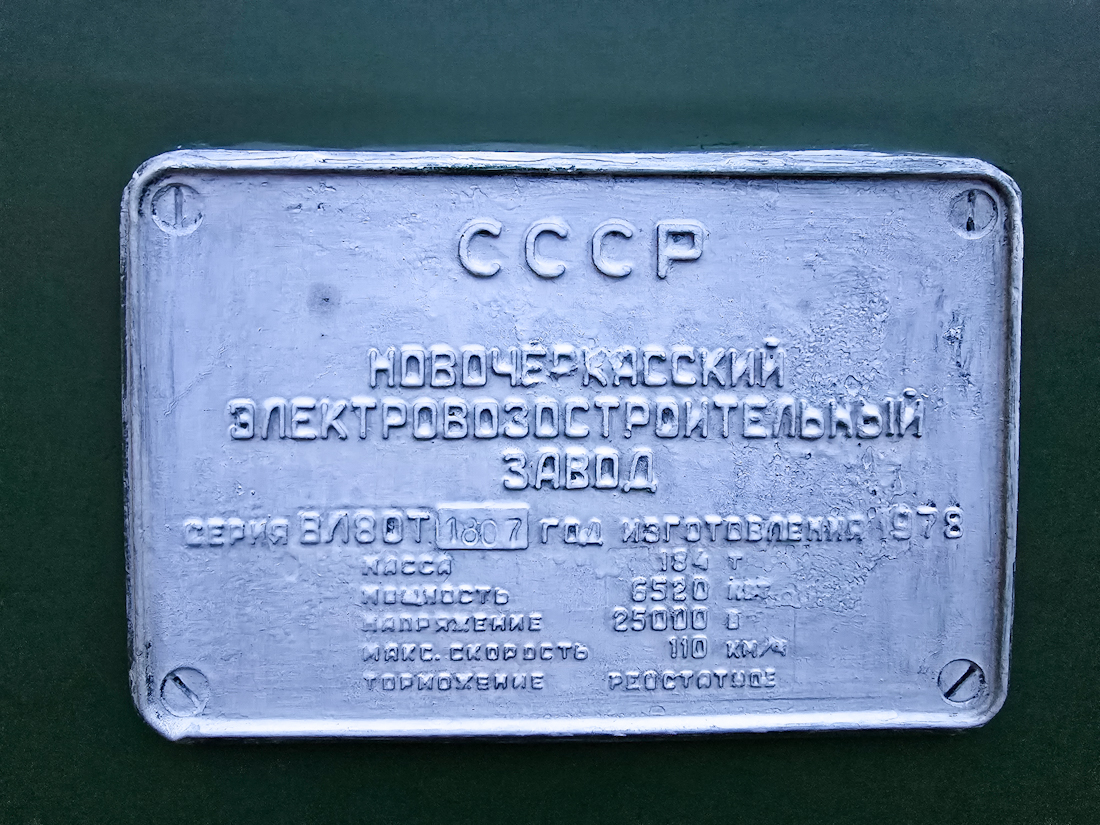 СССР
НОВОЧЕРКАССКИЙ
ЭЛЕКТРОВОЗОСТРОИТЕЛЬНЫЙ
ЗАВОД
СЕРИЯ ВЛ80Т 1807 ГОД ИЗГОТОВЛЕНИЯ 1978
МАССА 184 Т
МОЩНОСТЬ 6520 КВТ
НАПРЯЖЕНИЕ 25000 В
МАКС. СКОРОСТЬ 110 КМ/Ч
ТОРМОЖЕНИЕ РЕОСТАТНОЕ